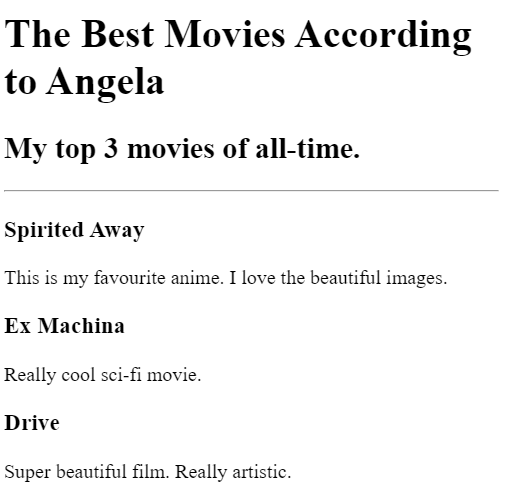 The Best Movies According
to Angela
My top 3 movies of all-time.
Spirited Away
This is my favourite anime. I love the beautiful images.
Ex Machina
Really cool sci-fi movie.
Drive
Super beautiful film. Really artistic.